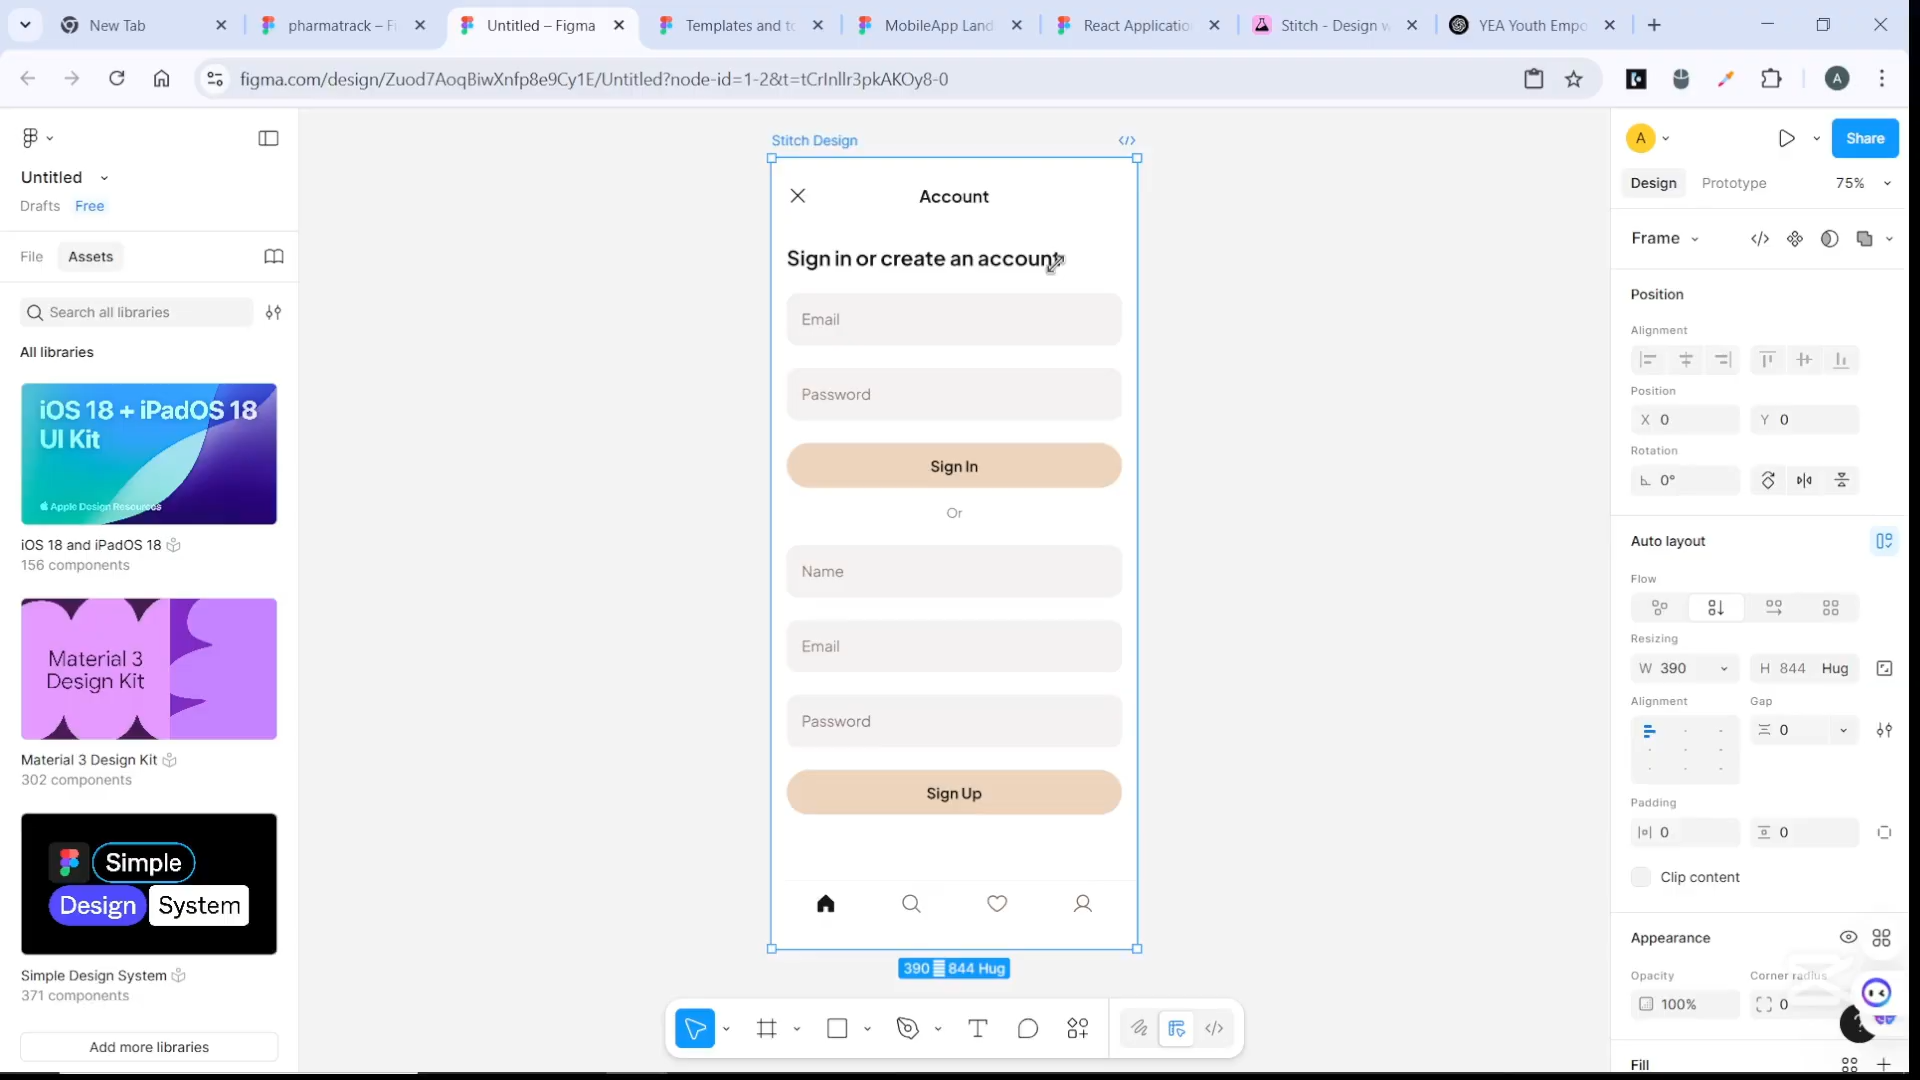 New Tab
pharmatrack – Fi
Untitled – Figma
Templates and to
MobileApp Land
React Applicatio
Stitch - Design w
YEA Youth Empo
figma.com/design/Zuod7AoqBiwXnfp8e9Cy1E/Untitled?node-id=1-2&t=tCrInlIr3pkAKOy8-0
A
Untitled
Drafts
Free
File
Assets
Search all libraries
All libraries
iOS 18 + iPadOS 18
UI Kit
Apple Design Resources
iOS 18 and iPadOS 18
156 components
Material 3
Design Kit
Material 3 Design Kit
302 components
Simple
Design System
Simple Design System
371 components
Add more libraries
Stitch Design
Account
Sign in or create an account
Email
Password
Sign In
Or
Name
Email
Password
Sign Up
390 844 Hug
A
Share
Design
Prototype
75%
Frame
Position
Alignment
Position
X 0
Y 0
Rotation
0°
Auto layout
Flow
Resizing
W 390
H 844 Hug
Alignment
Gap
0
Padding
0
0
Clip content
Appearance
Opacity
Corner radius
100%
0
Fill